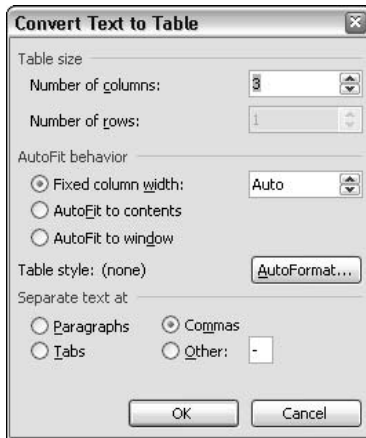 Convert Text to Table
Table size
Number of columns: 3
Number of rows: 1
AutoFit behavior
Fixed column width: Auto
AutoFit to contents
AutoFit to window
Table style: (none) AutoFormat...
Separate text at
Paragraphs Commas
Tabs Other: -
OK Cancel